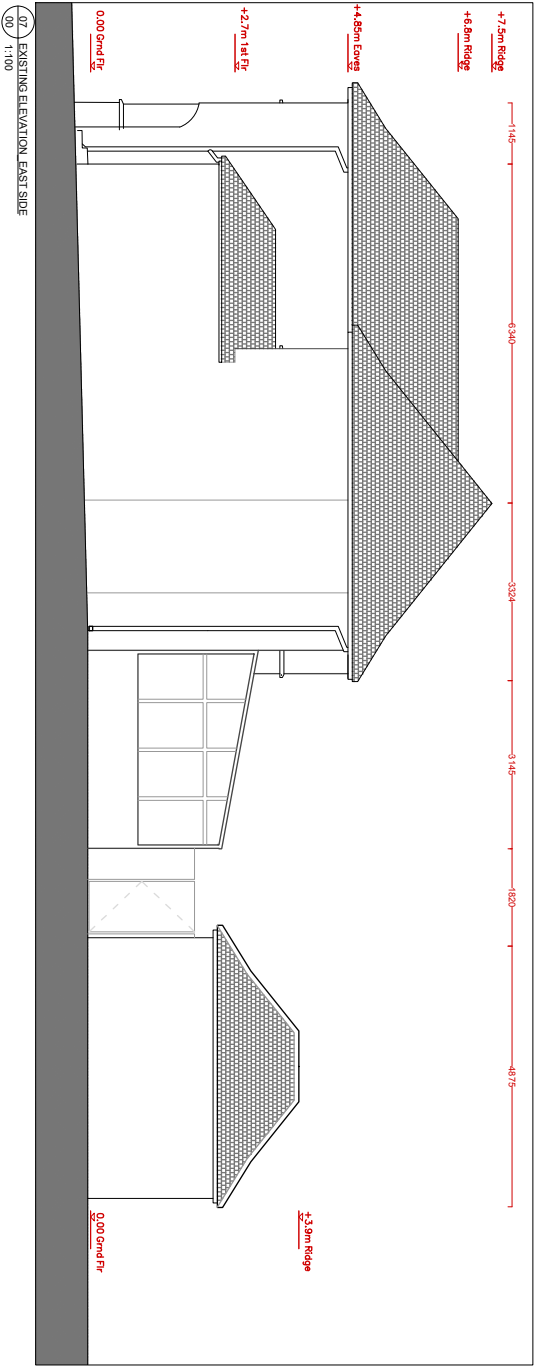 +7.5m Ridge
+6.8m Ridge
+4.85m Eaves
+2.7m 1st Flr
0.00 Grnd Flr
1145
6340
3324
3145
1820
4875
+3.9m Ridge
0.00 Grnd Flr
07
00
EXISTING ELEVATION_EAST SIDE
1:100